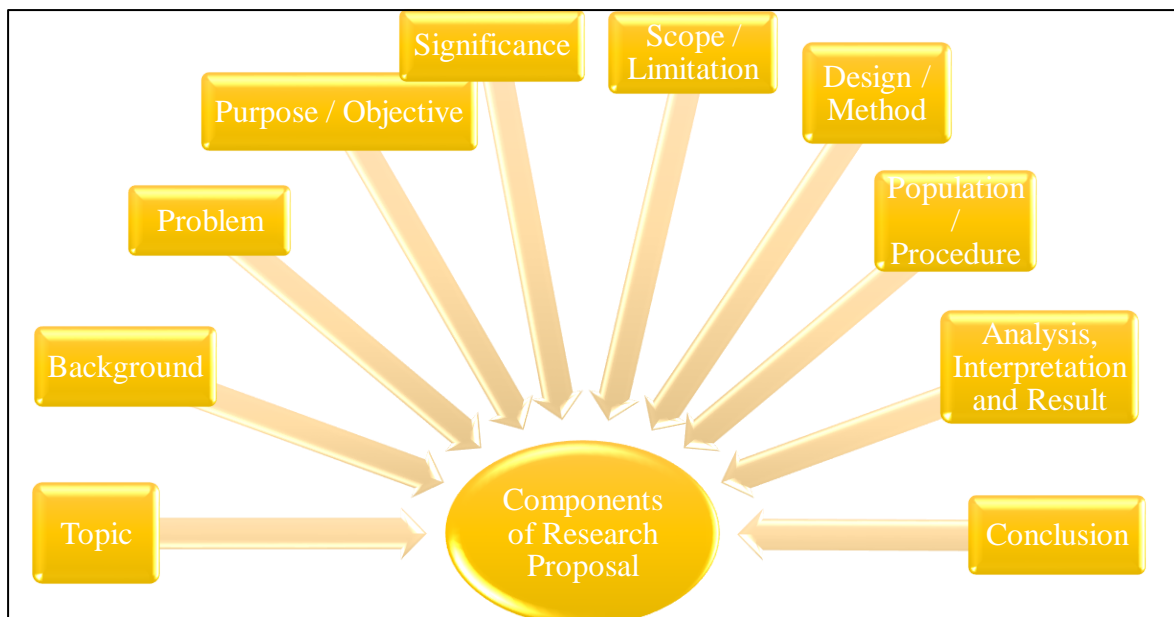 Topic
Background
Problem
Purpose / Objective
Significance
Scope /
Limitation
Design /
Method
Population
/
Procedure
Analysis,
Interpretation
and Result
Conclusion
Components
of Research
Proposal